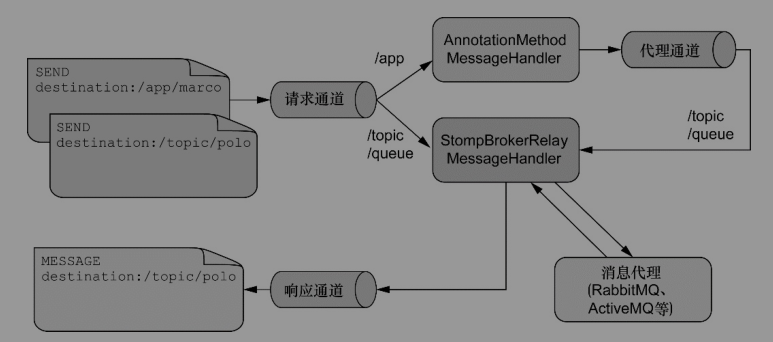 SEND
destination:/app/marco
SEND
destination:/topic/polo
请求通道
/app
/topic
/queue
AnnotationMethod
MessageHandler
代理通道
/topic
/queue
StompBrokerRelay
MessageHandler
MESSAGE
destination:/topic/polo
响应通道
消息代理
(RabbitMQ、
ActiveMQ等)